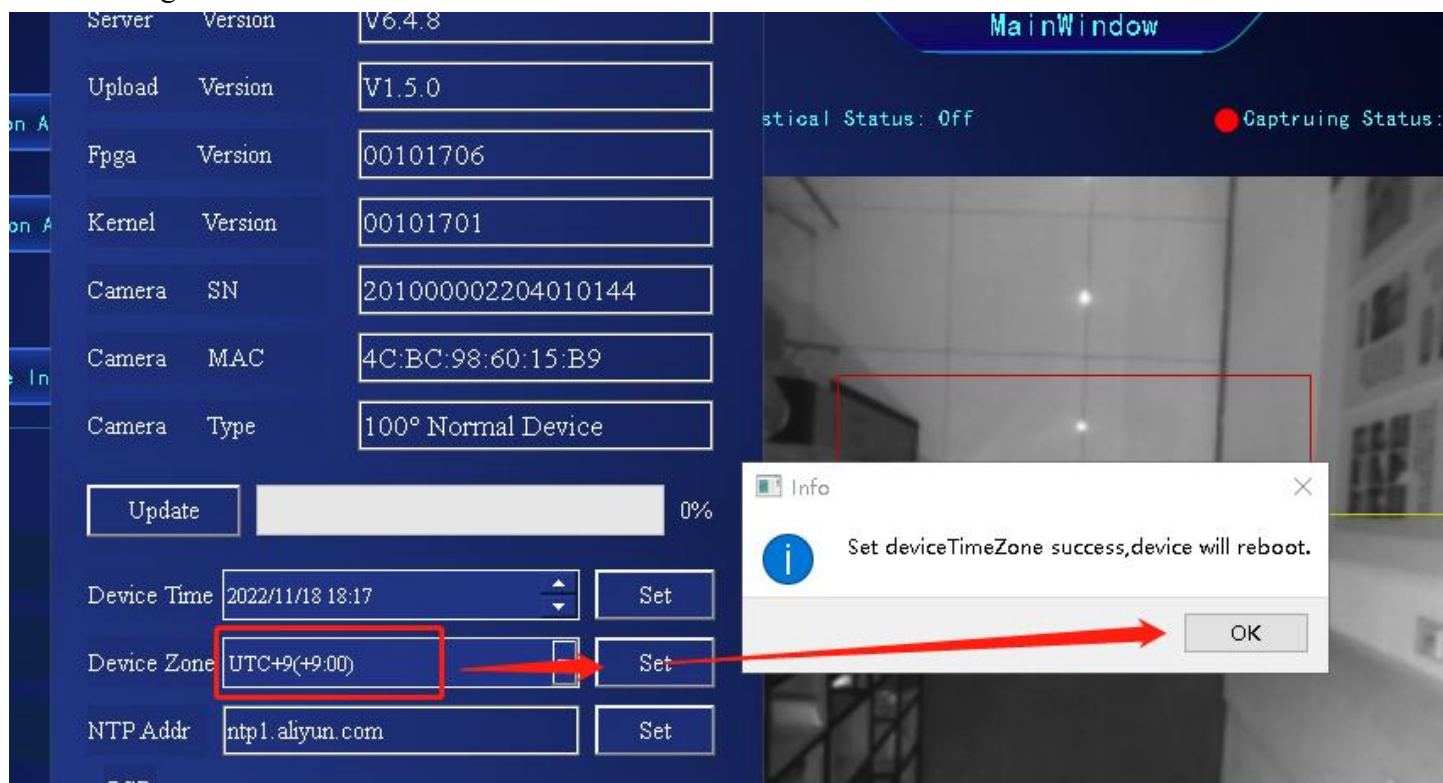 Server Version V6.4.8
MainWindow
Upload Version V1.5.0
on A
stical Status: Off
Captruing Status:
Fpga Version 00101706
on A
Kernel Version 00101701
Camera SN 201000002204010144
Camera MAC 4C:BC:98:60:15:B9
e In
Camera Type 100° Normal Device
Update 0%
Info
Set deviceTimeZone success,device will reboot.
OK
Device Time 2022/11/18 18:17 Set
Device Zone UTC+9(+9:00) Set
NTP Addr ntp1.aliyun.com Set